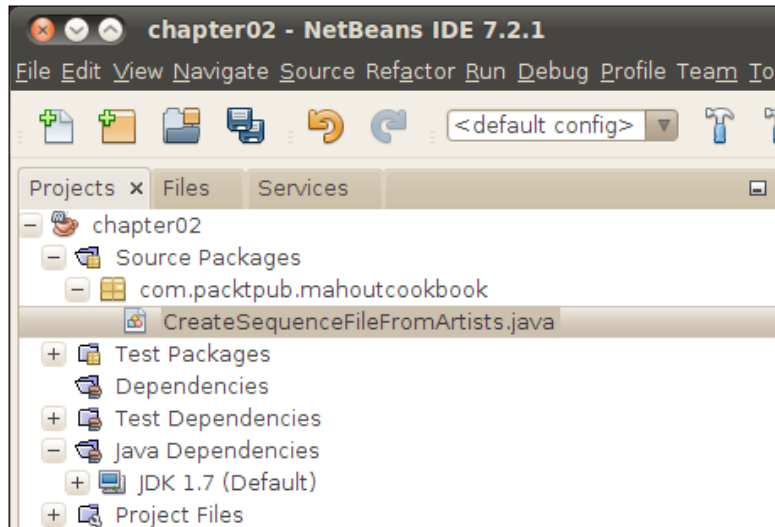 chapter02 - NetBeans IDE 7.2.1
File Edit View Navigate Source Refactor Run Debug Profile Team To
<default config>
Projects Files Services
chapter02
Source Packages
com.packtpub.mahoutcookbook
CreateSequenceFileFromArtists.java
Test Packages
Dependencies
Test Dependencies
Java Dependencies
JDK 1.7 (Default)
Project Files